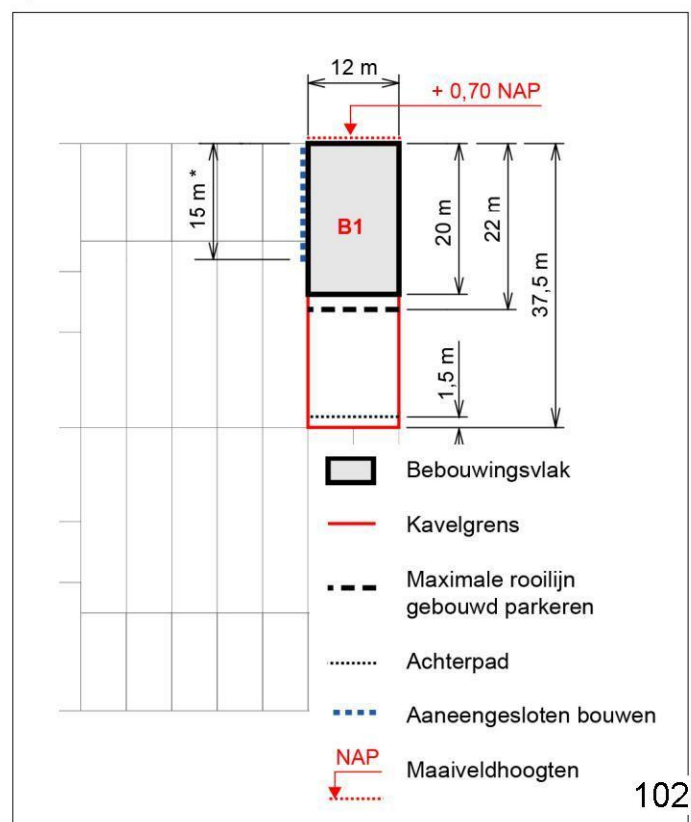 12 m
+ 0,70 NAP
15 m *
B1
20 m
22 m
37,5 m
1,5 m
Bebouwingsvlak
Kavelgrens
Maximale rooilijn
gebouwd parkeren
Achterpad
Aaneengesloten bouwen
NAP
Maaiveldhoogten
102